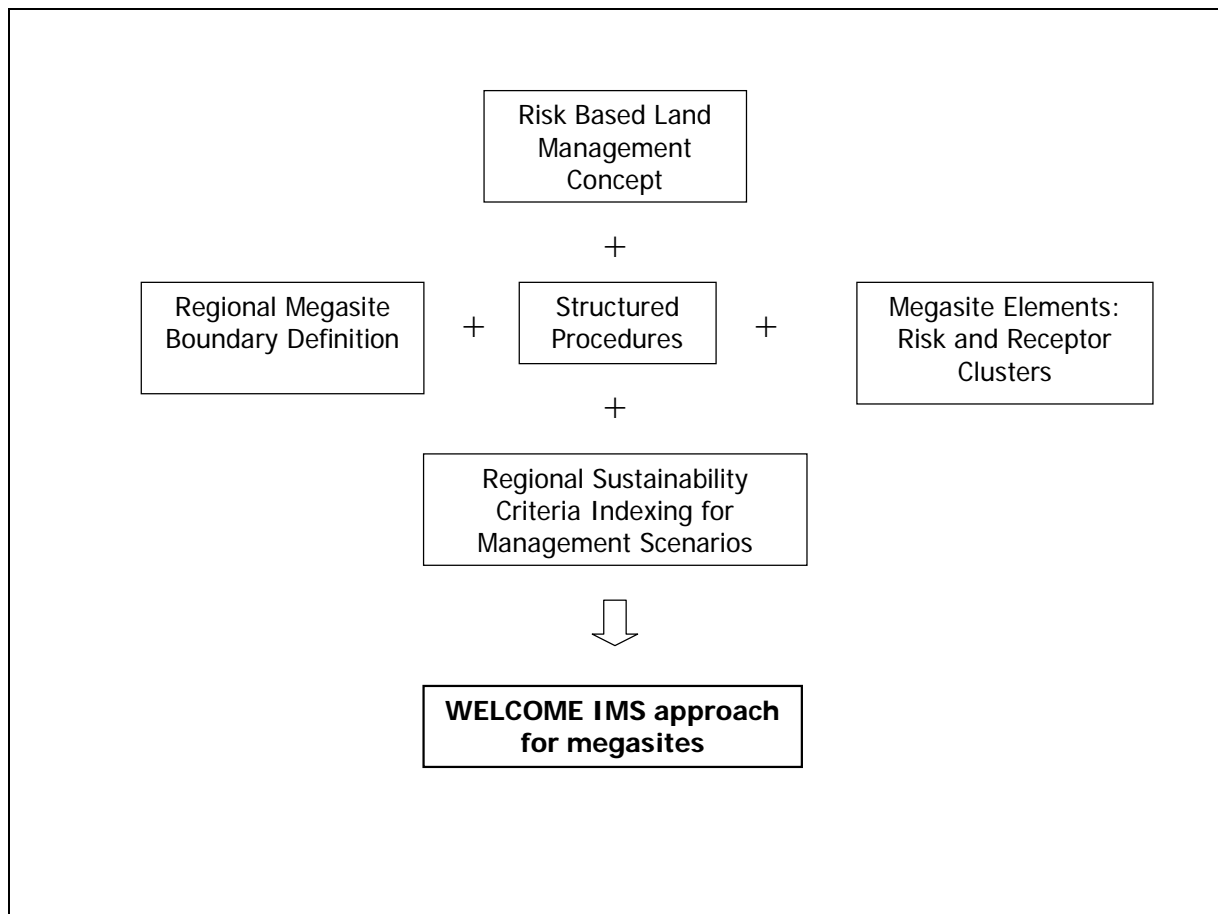 Risk Based Land
Management
Concept
+
Regional Megasite
Boundary Definition
+
Structured
Procedures
+
Megasite Elements:
Risk and Receptor
Clusters
+
Regional Sustainability
Criteria Indexing for
Management Scenarios
WELCOME IMS approach
for megasites